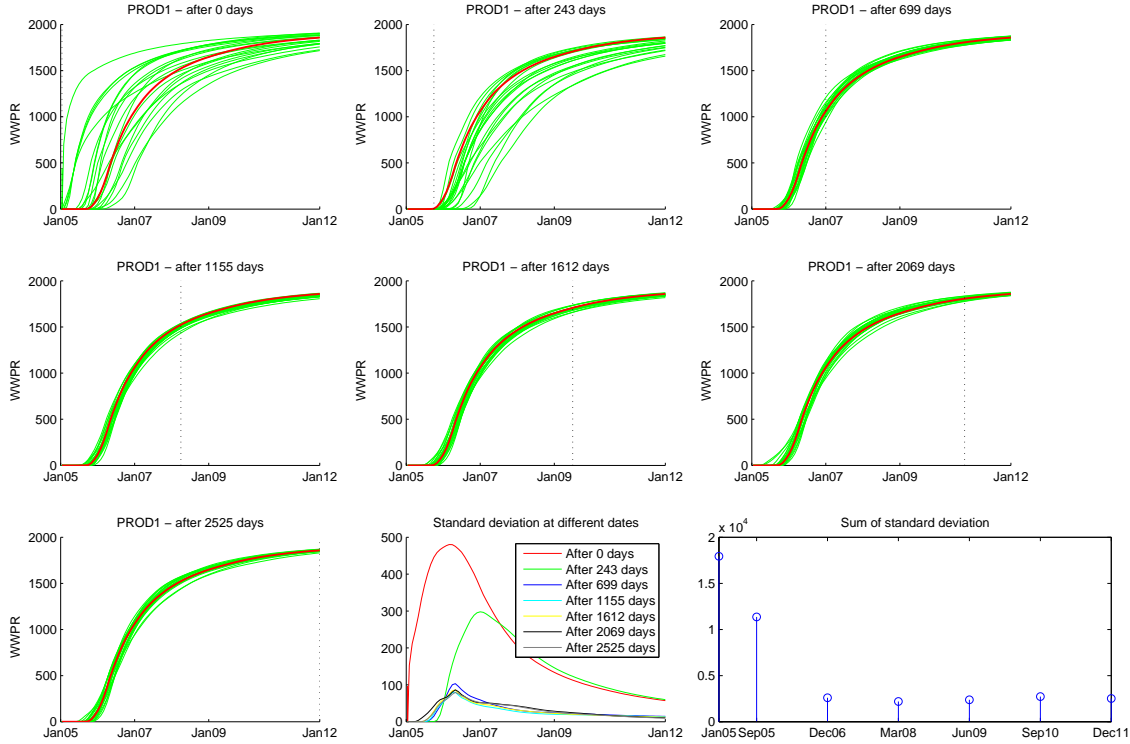 PROD1 – after 0 days
2000
1500
1000
500
0
WWPR
Jan05 Jan07 Jan09 Jan12
PROD1 – after 243 days
2000
1500
1000
500
0
WWPR
Jan05 Jan07 Jan09 Jan12
PROD1 – after 699 days
2000
1500
1000
500
0
WWPR
Jan05 Jan07 Jan09 Jan12
PROD1 – after 1155 days
2000
1500
1000
500
0
WWPR
Jan05 Jan07 Jan09 Jan12
PROD1 – after 1612 days
2000
1500
1000
500
0
WWPR
Jan05 Jan07 Jan09 Jan12
PROD1 – after 2069 days
2000
1500
1000
500
0
WWPR
Jan05 Jan07 Jan09 Jan12
PROD1 – after 2525 days
2000
1500
1000
500
0
WWPR
Jan05 Jan07 Jan09 Jan12
Standard deviation at different dates
500
400
300
200
100
0
Jan05 Jan07 Jan09 Jan12
After 0 days
After 243 days
After 699 days
After 1155 days
After 1612 days
After 2069 days
After 2525 days
Sum of standard deviation
2 x 10^4
1.5
1
0.5
0
Jan05 Sep05 Dec06 Mar08 Jun09 Sep10 Dec11